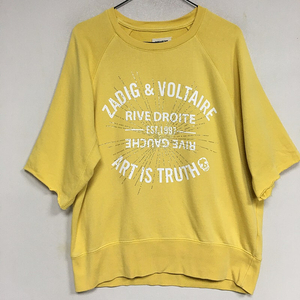 ZADIG & VOLTAIRE
RIVE DROITE
EST.1997
RIVE GAUCHE
ART IS TRUTH